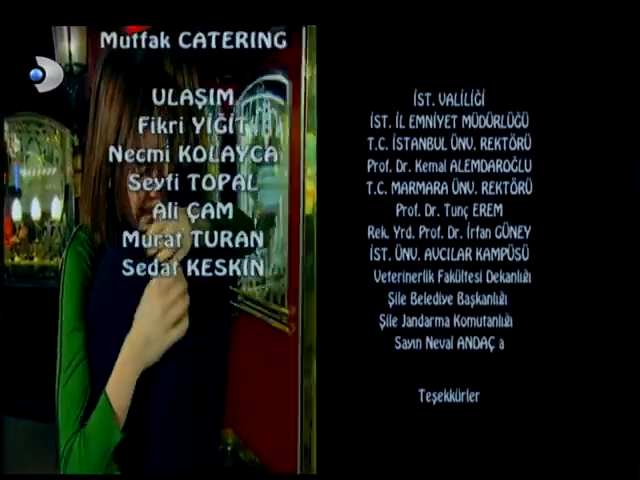 Mutfak CATERING
ULAŞIM
Fikri YİĞİT
Necmi KOLAYCA
Seyfi TOPAL
Ali ÇAM
Murat TURAN
Sedat KESKİN
İST. VALİLİĞİ
İST. İL EMNİYET MÜDÜRLÜĞÜ
T.C. İSTANBUL ÜNV. REKTÖRÜ
Prof. Dr. Kemal ALEMDAROĞLU
T.C. MARMARA ÜNV. REKTÖRÜ
Prof. Dr. Tunç EREM
Rek. Yrd. Prof. Dr. İrfan GÜNEY
İST. ÜNV. AVCILAR KAMPÜSÜ
Veterinerlik Fakültesi Dekanlığı
Şile Belediye Başkanlığı
Şile Jandarma Komutanlığı
Sayın Neval ANDAÇ a
Teşekkürler